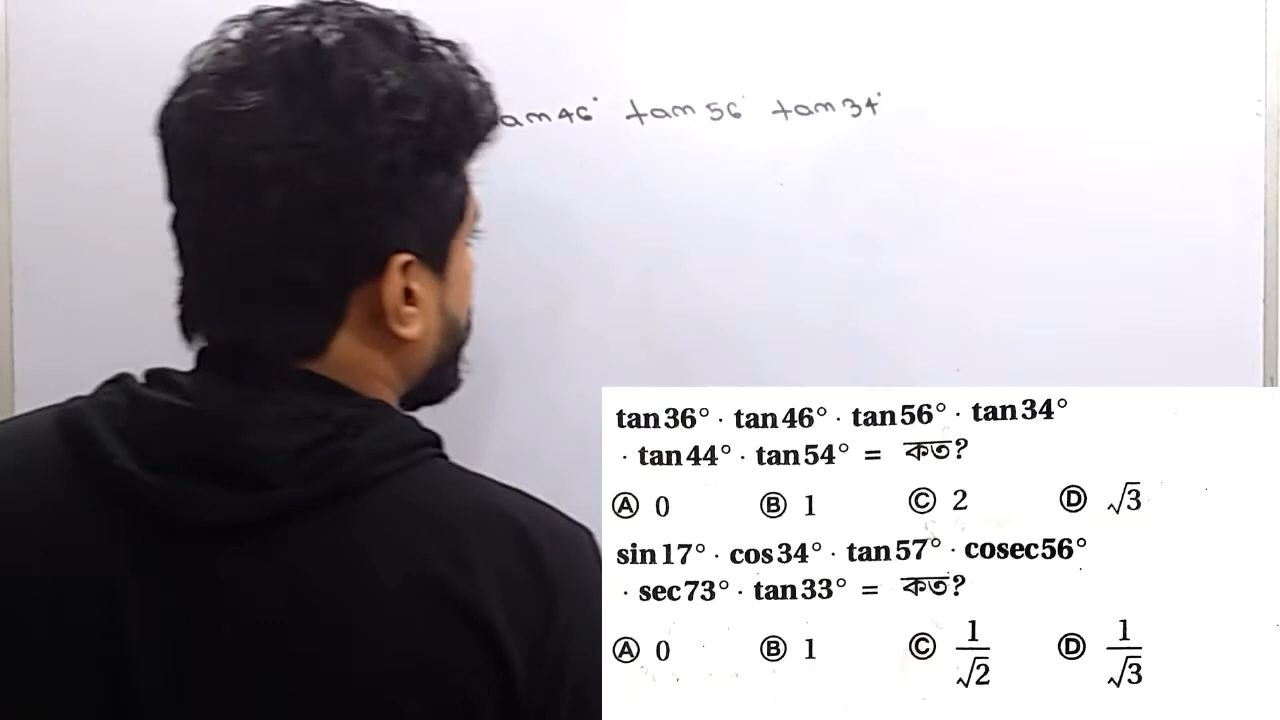 tan 46° tan 56° tan 34°
tan 36° · tan 46° · tan 56° · tan 34°
· tan 44° · tan 54° = কত?
Ⓐ 0 Ⓑ 1 Ⓒ 2 Ⓓ √3
sin 17° · cos 34° · tan 57° · cosec 56°
· sec 73° · tan 33° = কত?
Ⓐ 0 Ⓑ 1 Ⓒ 1/√2 Ⓓ 1/√3